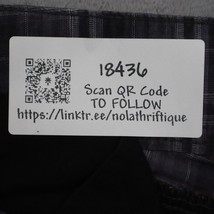 18436
Scan QR Code
TO FOLLOW
https://linktr.ee/nolathriftique